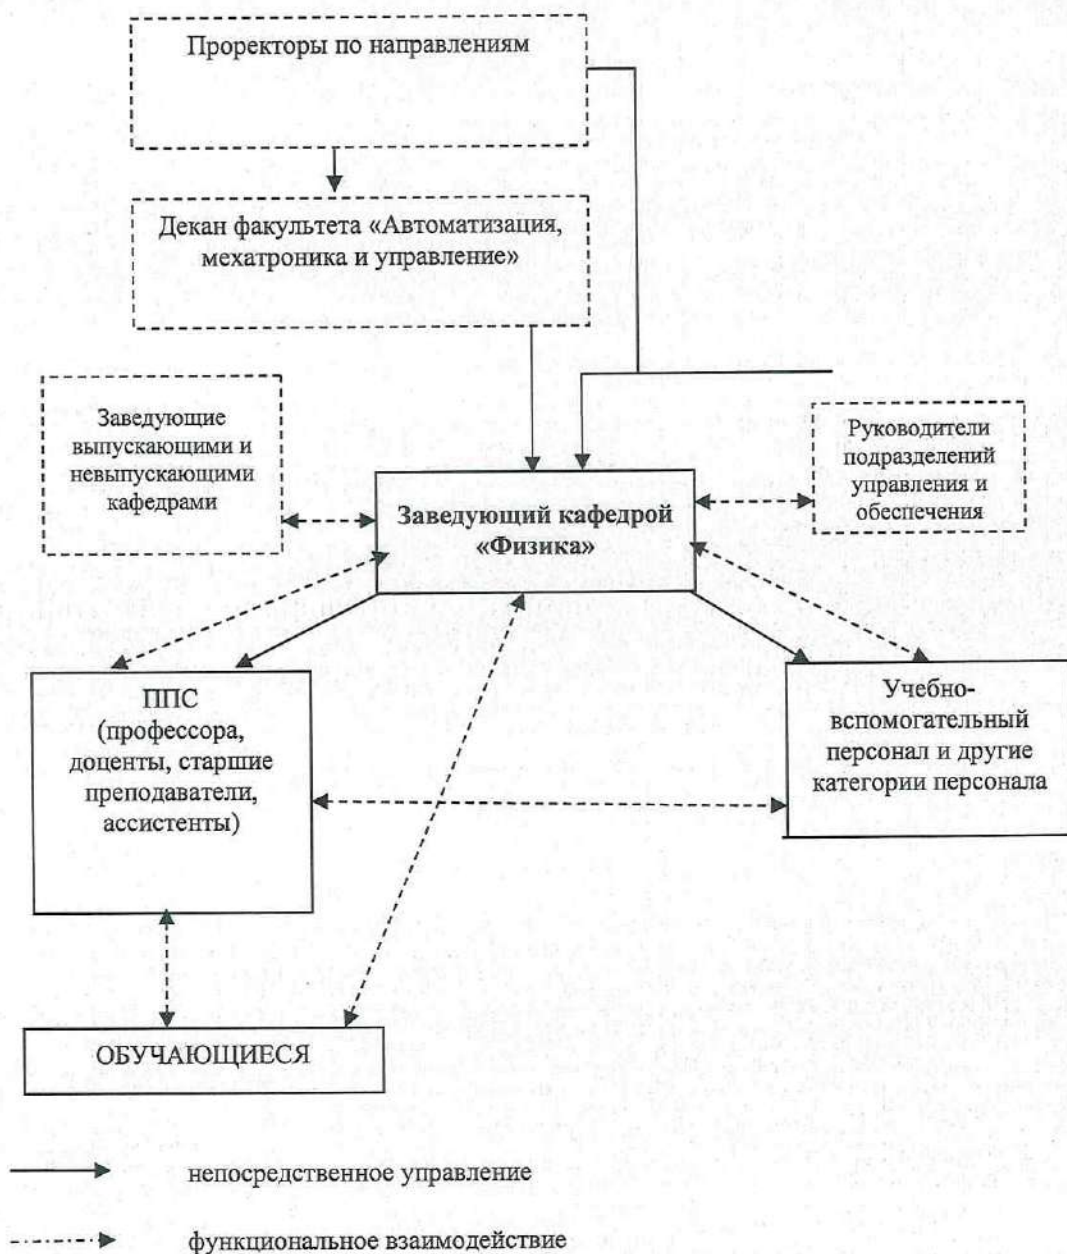 Проректоры по направлениям
Декан факультета «Автоматизация,
мехатроника и управление»
Заведующие
выпускающими и
невыпускающими
кафедрами
Руководители
подразделений
управления и
обеспечения
Заведующий кафедрой
«Физика»
ППС
(профессора,
доценты, старшие
преподаватели,
ассистенты)
Учебно-
вспомогательный
персонал и другие
категории персонала
ОБУЧАЮЩИЕСЯ
непосредственное управление
функциональное взаимодействие